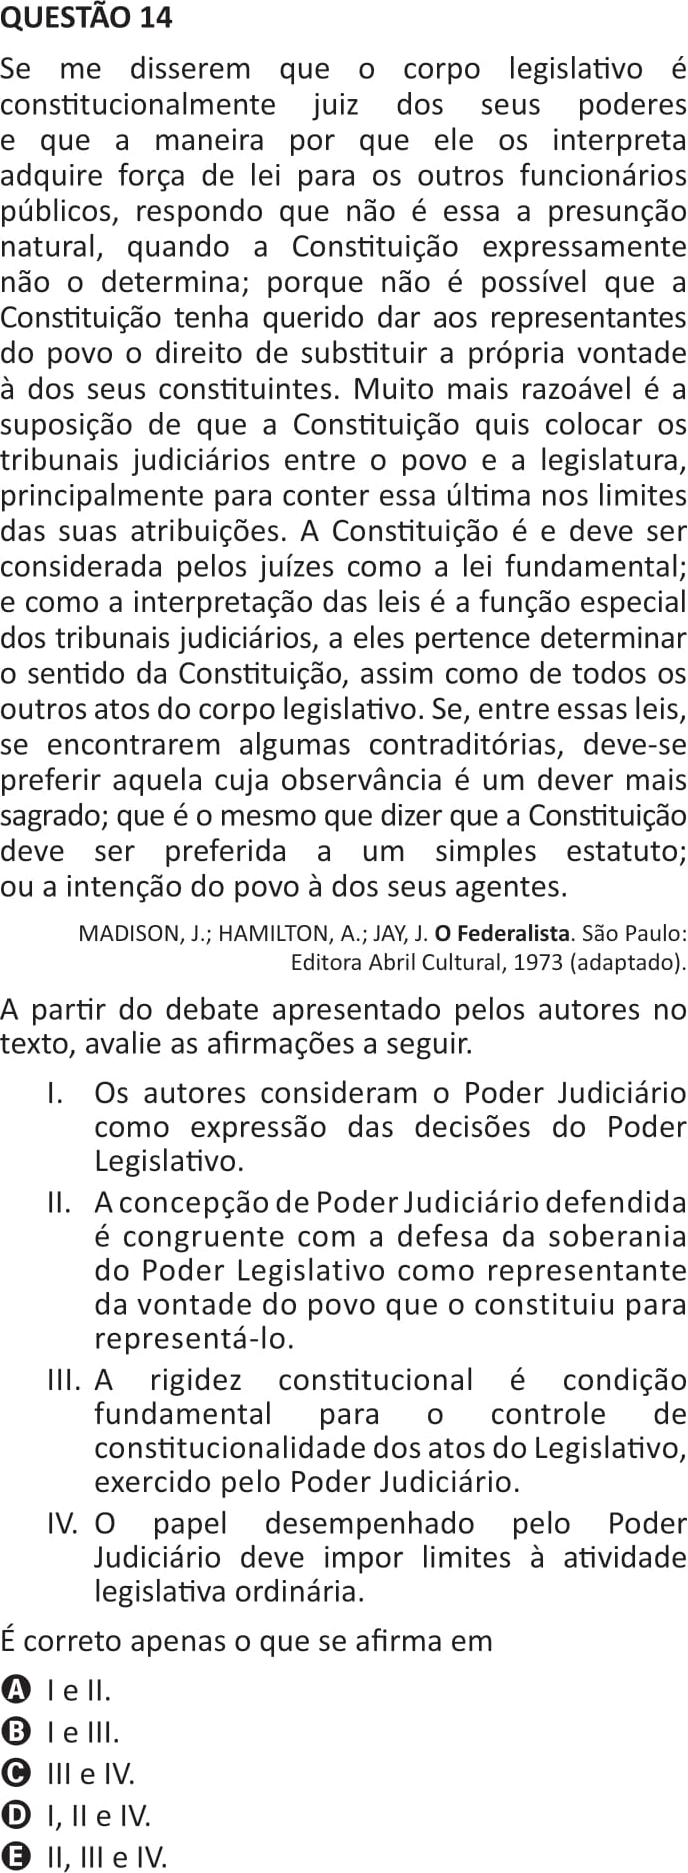 QUESTÃO 14
Se me disserem que o corpo legislativo é
constitucionalmente juiz dos seus poderes
e que a maneira por que ele os interpreta
adquire força de lei para os outros funcionários
públicos, respondo que não é essa a presunção
natural, quando a Constituição expressamente
não o determina; porque não é possível que a
Constituição tenha querido dar aos representantes
do povo o direito de substituir a própria vontade
à dos seus constituintes. Muito mais razoável é a
suposição de que a Constituição quis colocar os
tribunais judiciários entre o povo e a legislatura,
principalmente para conter essa última nos limites
das suas atribuições. A Constituição é e deve ser
considerada pelos juízes como a lei fundamental;
e como a interpretação das leis é a função especial
dos tribunais judiciários, a eles pertence determinar
o sentido da Constituição, assim como de todos os
outros atos do corpo legislativo. Se, entre essas leis,
se encontrarem algumas contraditórias, deve-se
preferir aquela cuja observância é um dever mais
sagrado; que é o mesmo que dizer que a Constituição
deve ser preferida a um simples estatuto;
ou a intenção do povo à dos seus agentes.
MADISON, J.; HAMILTON, A.; JAY, J. O Federalista. São Paulo:
Editora Abril Cultural, 1973 (adaptado).
A partir do debate apresentado pelos autores no
texto, avalie as afirmações a seguir.
I. Os autores consideram o Poder Judiciário
como expressão das decisões do Poder
Legislativo.
II. A concepção de Poder Judiciário defendida
é congruente com a defesa da soberania
do Poder Legislativo como representante
da vontade do povo que o constituiu para
representá-lo.
III. A rigidez constitucional é condição
fundamental para o controle de
constitucionalidade dos atos do Legislativo,
exercido pelo Poder Judiciário.
IV. O papel desempenhado pelo Poder
Judiciário deve impor limites à atividade
legislativa ordinária.
É correto apenas o que se afirma em
A I e II.
B I e III.
C III e IV.
D I, II e IV.
E II, III e IV.